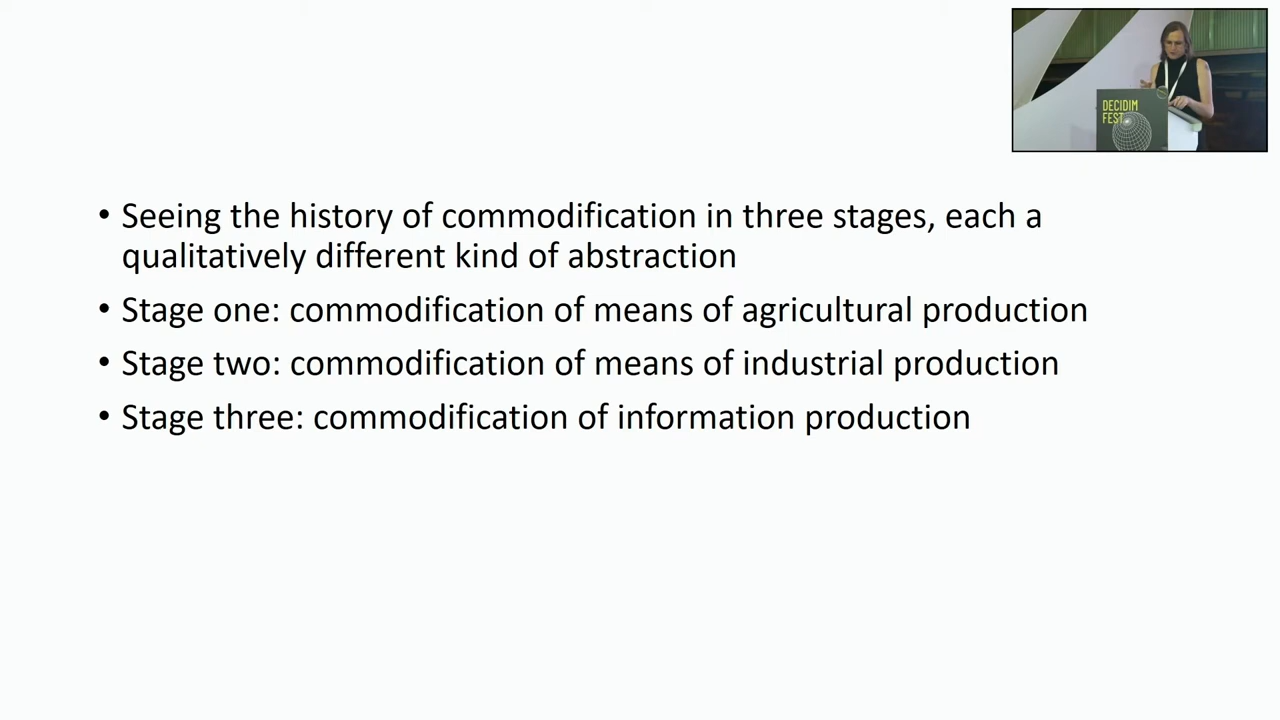 DECIDIM
FEST
• Seeing the history of commodification in three stages, each a
qualitatively different kind of abstraction
• Stage one: commodification of means of agricultural production
• Stage two: commodification of means of industrial production
• Stage three: commodification of information production